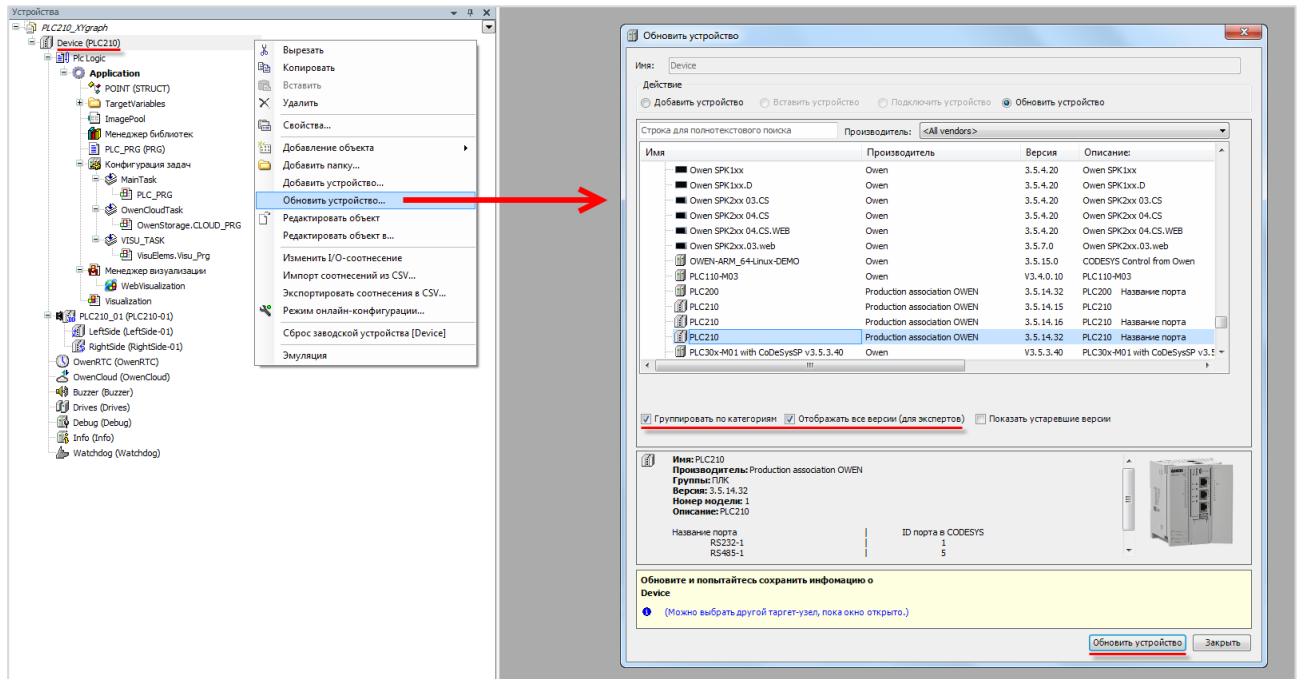 Устройства
PLC210_XYgraph
Device (PLC210)
Plc Logic
Application
POINT (STRUCT)
TargetVariables
ImagePool
Менеджер библиотек
PLC_PRG (PRG)
Конфигурация задач
MainTask
PLC_PRG
OwenCloudTask
OwenStorage.CLOUD_PRG
VISU_TASK
VisuElems.Visu_Prg
Менеджер визуализации
WebVisualization
Visualization
PLC210_01 (PLC210-01)
LeftSide (LeftSide-01)
RightSide (RightSide-01)
OwenRTC (OwenRTC)
OwenCloud (OwenCloud)
Buzzer (Buzzer)
Drives (Drives)
Debug (Debug)
Info (Info)
Watchdog (Watchdog)
Вырезать
Копировать
Вставить
Удалить
Свойства...
Добавление объекта
Добавить папку...
Добавить устройство...
Обновить устройство...
Редактировать объект
Редактировать объект в...
Изменить I/O-соотнесение
Импорт соотнесений из CSV...
Экспортировать соотнесения в CSV...
Режим онлайн-конфигурации...
Сброс заводской устройства [Device]
Эмуляция
Обновить устройство
Имя: Device
Действие
Добавить устройство Вставить устройство Подключить устройство Обновить устройство
Строка для полнотекстового поиска Производитель: <All vendors>
Имя Производитель Версия Описание:
Owen SPK1xx Owen 3.5.4.20 Owen SPK1xx
Owen SPK1xx.D Owen 3.5.4.20 Owen SPK1xx.D
Owen SPK2xx 03.CS Owen 3.5.4.20 Owen SPK2xx 03.CS
Owen SPK2xx 04.CS Owen 3.5.4.20 Owen SPK2xx 04.CS
Owen SPK2xx 04.CS.WEB Owen 3.5.4.20 Owen SPK2xx 04.CS.WEB
Owen SPK2xx.03.web Owen 3.5.7.0 Owen SPK2xx.03.web
OWEN-ARM_64-Linux-DEMO Owen 3.5.15.0 CODESYS Control from Owen
PLC110-M03 Owen V3.4.0.10 PLC110-M03
PLC200 Production association OWEN 3.5.14.32 PLC200 Название порта
PLC210 Production association OWEN 3.5.14.15 PLC210
PLC210 Production association OWEN 3.5.14.16 PLC210 Название порта
PLC210 Production association OWEN 3.5.14.32 PLC210 Название порта
PLC30x-M01 with CoDeSysSP v3.5.3.40 Owen V3.5.3.40 PLC30x-M01 with CoDeSysSP v3.5
Группировать по категориям Отображать все версии (для экспертов) Показать устаревшие версии
Имя: PLC210
Производитель: Production association OWEN
Группы: ПЛК
Версия: 3.5.14.32
Номер модели: 1
Описание: PLC210
Название порта | ID порта в CODESYS
RS232-1 | 1
RS485-1 | 5
Обновите и попытайтесь сохранить инфомацию о
Device
(Можно выбрать другой таргет-узел, пока окно открыто.)
Обновить устройство Закрыть